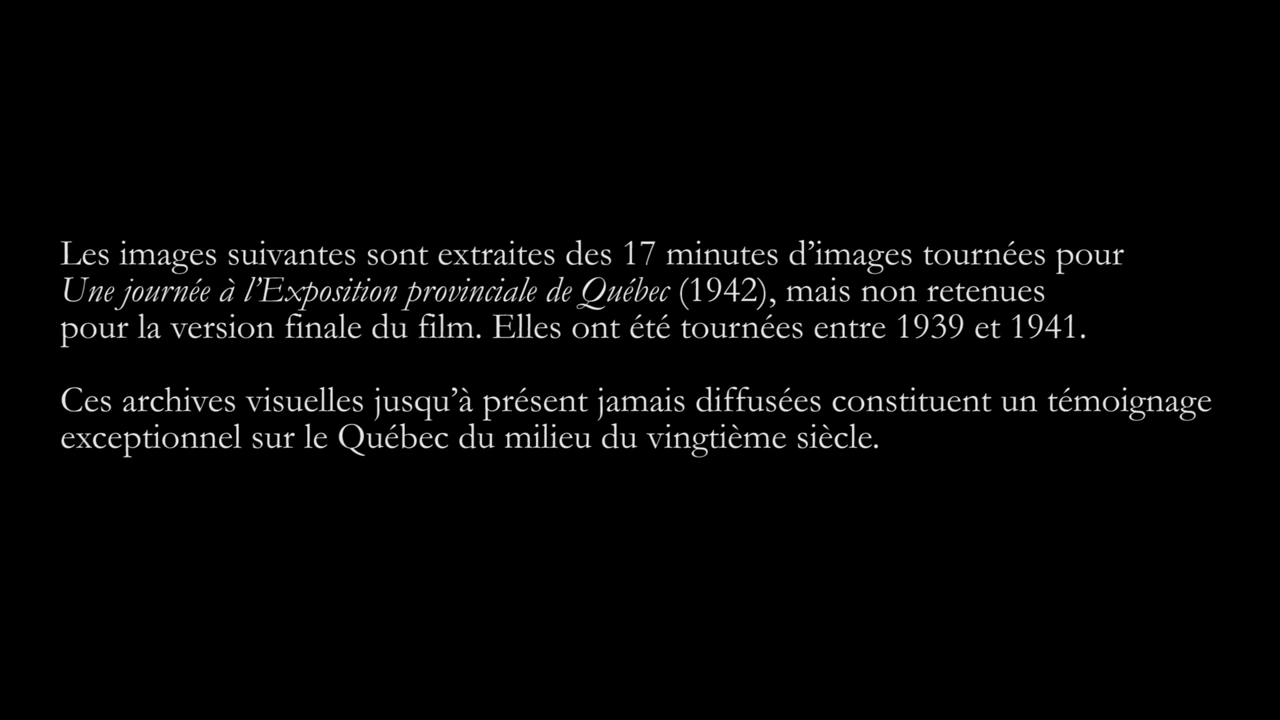 Les images suivantes sont extraites des 17 minutes d’images tournées pour
Une journée à l’Exposition provinciale de Québec (1942), mais non retenues
pour la version finale du film. Elles ont été tournées entre 1939 et 1941.
Ces archives visuelles jusqu’à présent jamais diffusées constituent un témoignage
exceptionnel sur le Québec du milieu du vingtième siècle.